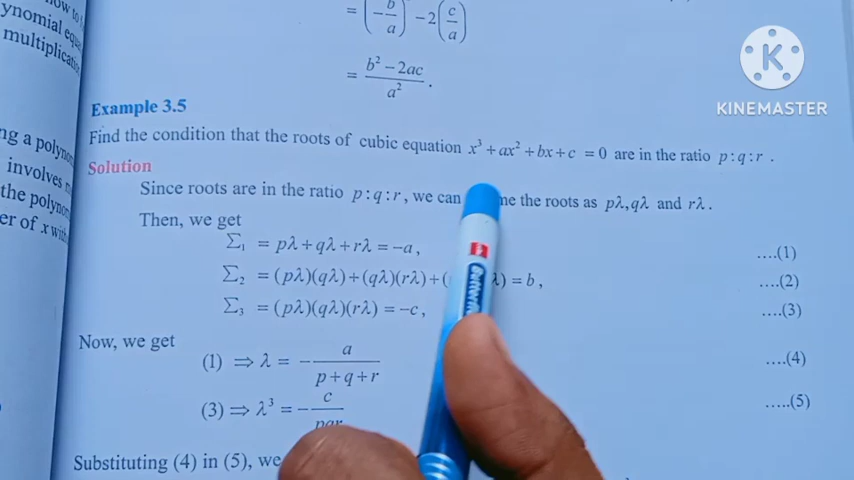 = (-b/a) -2(c/a)
= (b² - 2ac)/a².
ynomial equ
multiplicat
Example 3.5
Find the condition that the roots of cubic equation x³ + ax² + bx + c = 0 are in the ratio p : q : r .
ng a polyn
involves
the polyno
er of x with
Solution
Since roots are in the ratio p : q : r , we can the roots as pλ, qλ and rλ.
Then, we get
Σ₁ = pλ + qλ + rλ = -a , ....(1)
Σ₂ = (pλ)(qλ) + (qλ)(rλ) + ( λ) = b , ....(2)
Σ₃ = (pλ)(qλ)(rλ) = -c , ....(3)
Now, we get
(1) ⇒ λ = - a/(p + q + r) ....(4)
(3) ⇒ λ³ = - c/pqr .....(5)
Substituting (4) in (5), we
K
KINEMASTER